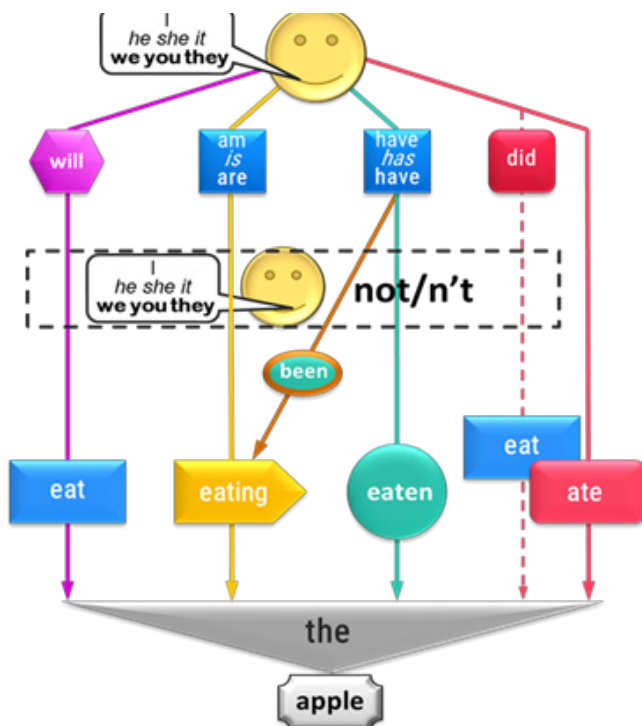 I
he she it
we you they
will
am
is
are
have
has
have
did
I
he she it
we you they
not/n't
been
eat
eating
eaten
eat
ate
the
apple